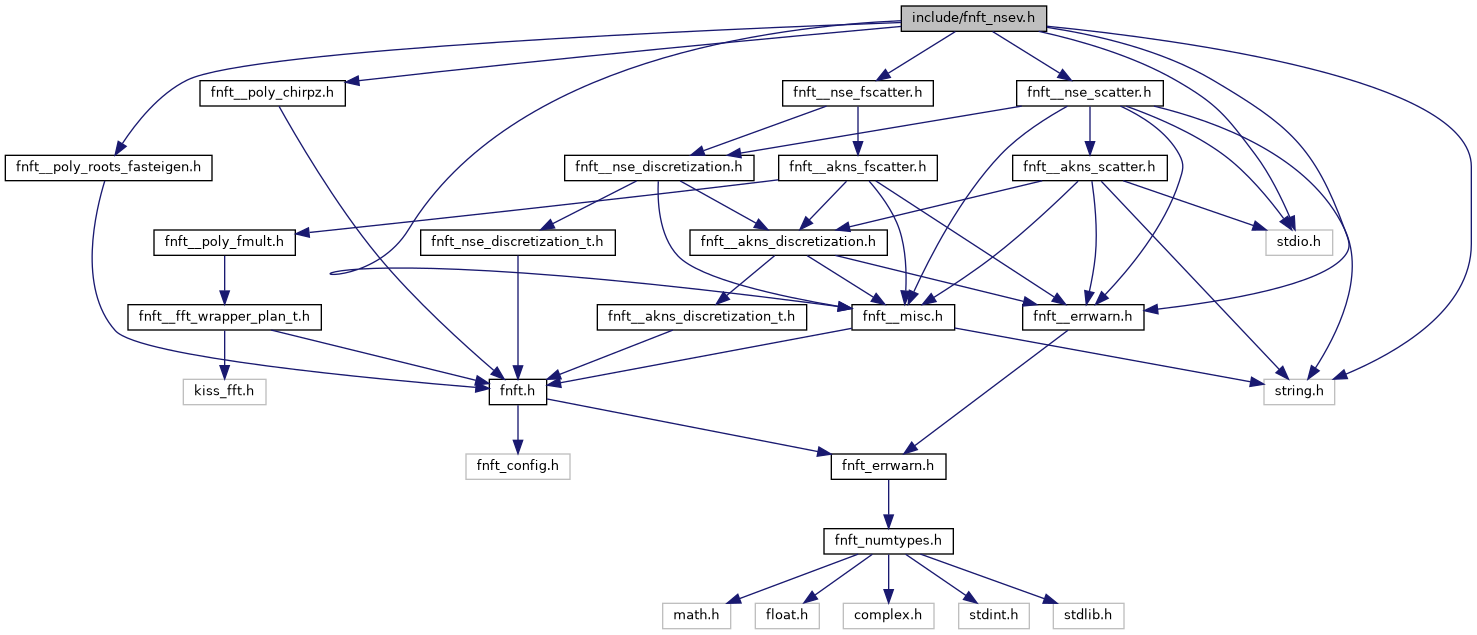 include/fnft_nsev.h
fnft__poly_chirpz.h
fnft__nse_fscatter.h
fnft__nse_scatter.h
fnft__poly_roots_fasteigen.h
fnft__nse_discretization.h
fnft__akns_fscatter.h
fnft__akns_scatter.h
fnft__poly_fmult.h
fnft_nse_discretization_t.h
fnft__akns_discretization.h
stdio.h
fnft__fft_wrapper_plan_t.h
fnft__akns_discretization_t.h
fnft__misc.h
fnft__errwarn.h
kiss_fft.h
fnft.h
string.h
fnft_config.h
fnft_errwarn.h
fnft_numtypes.h
math.h
float.h
complex.h
stdint.h
stdlib.h